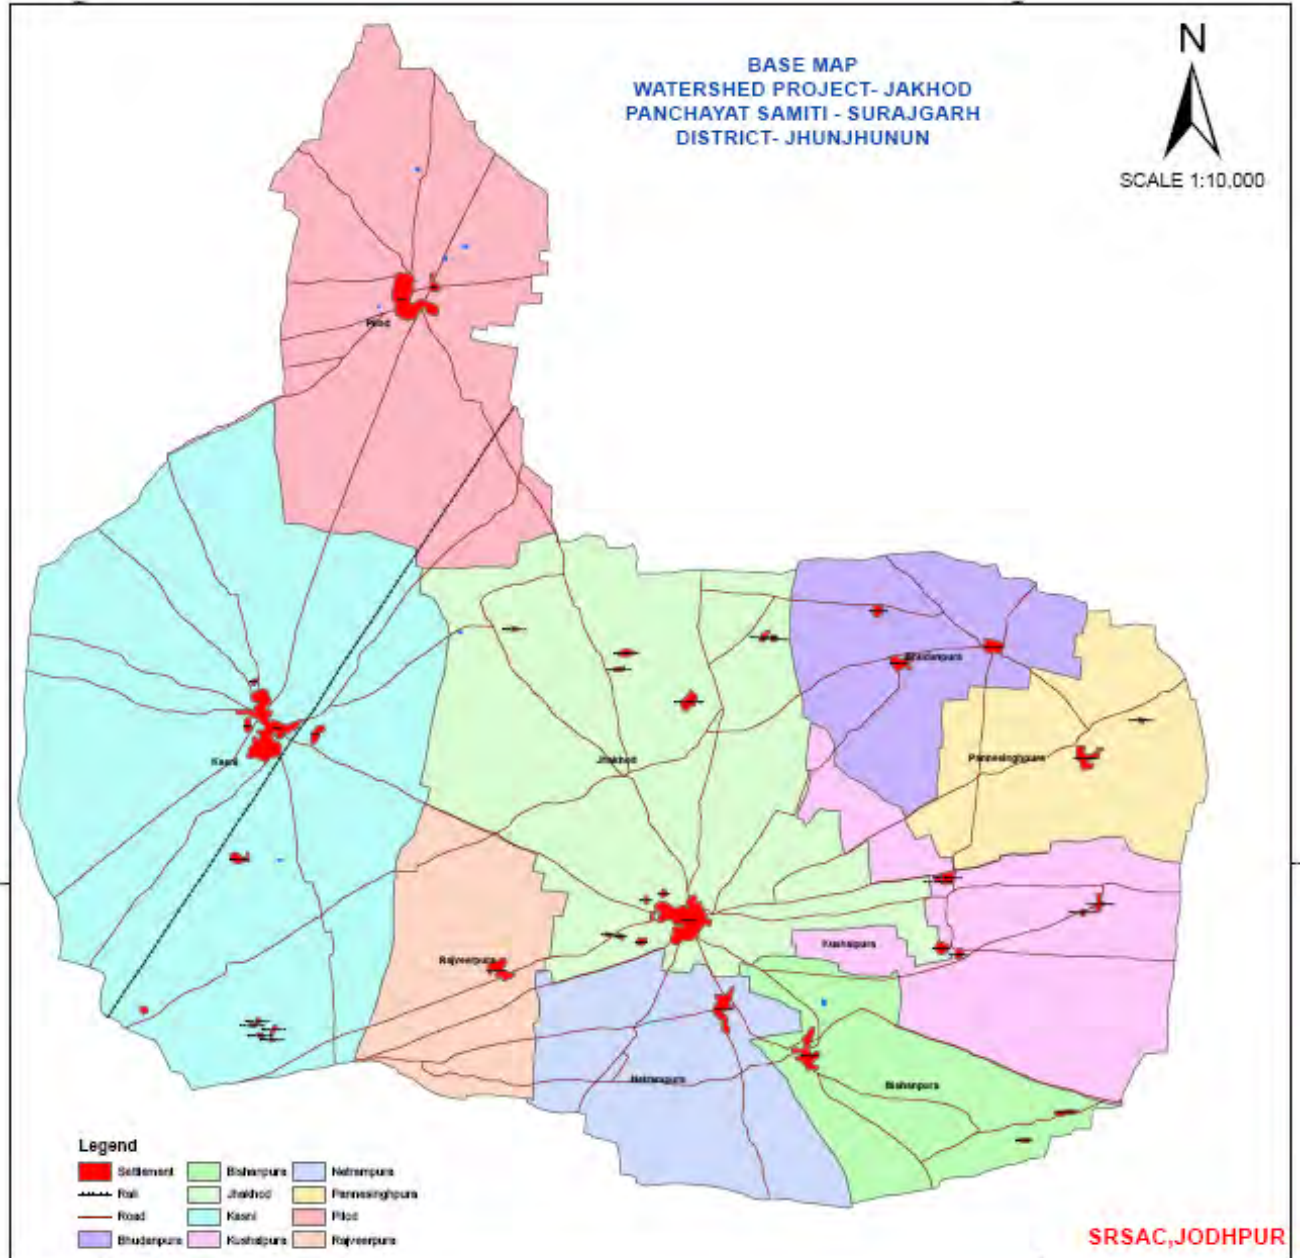 BASE MAP
WATERSHED PROJECT- JAKHOD
PANCHAYAT SAMITI - SURAJGARH
DISTRICT- JHUNJHUNUN
N
SCALE 1:10,000
Pilod
Bhudanpura
Kasni
Jhakhod
Pannesinghpura
Kushalpura
Rajveerpura
Netrampura
Bishanpura
Legend
Settlement
Bishanpura
Netrampura
Rail
Jhakhod
Pannesinghpura
Road
Kasni
Pilod
Bhudanpura
Kushalpura
Rajveerpura
SRSAC,JODHPUR